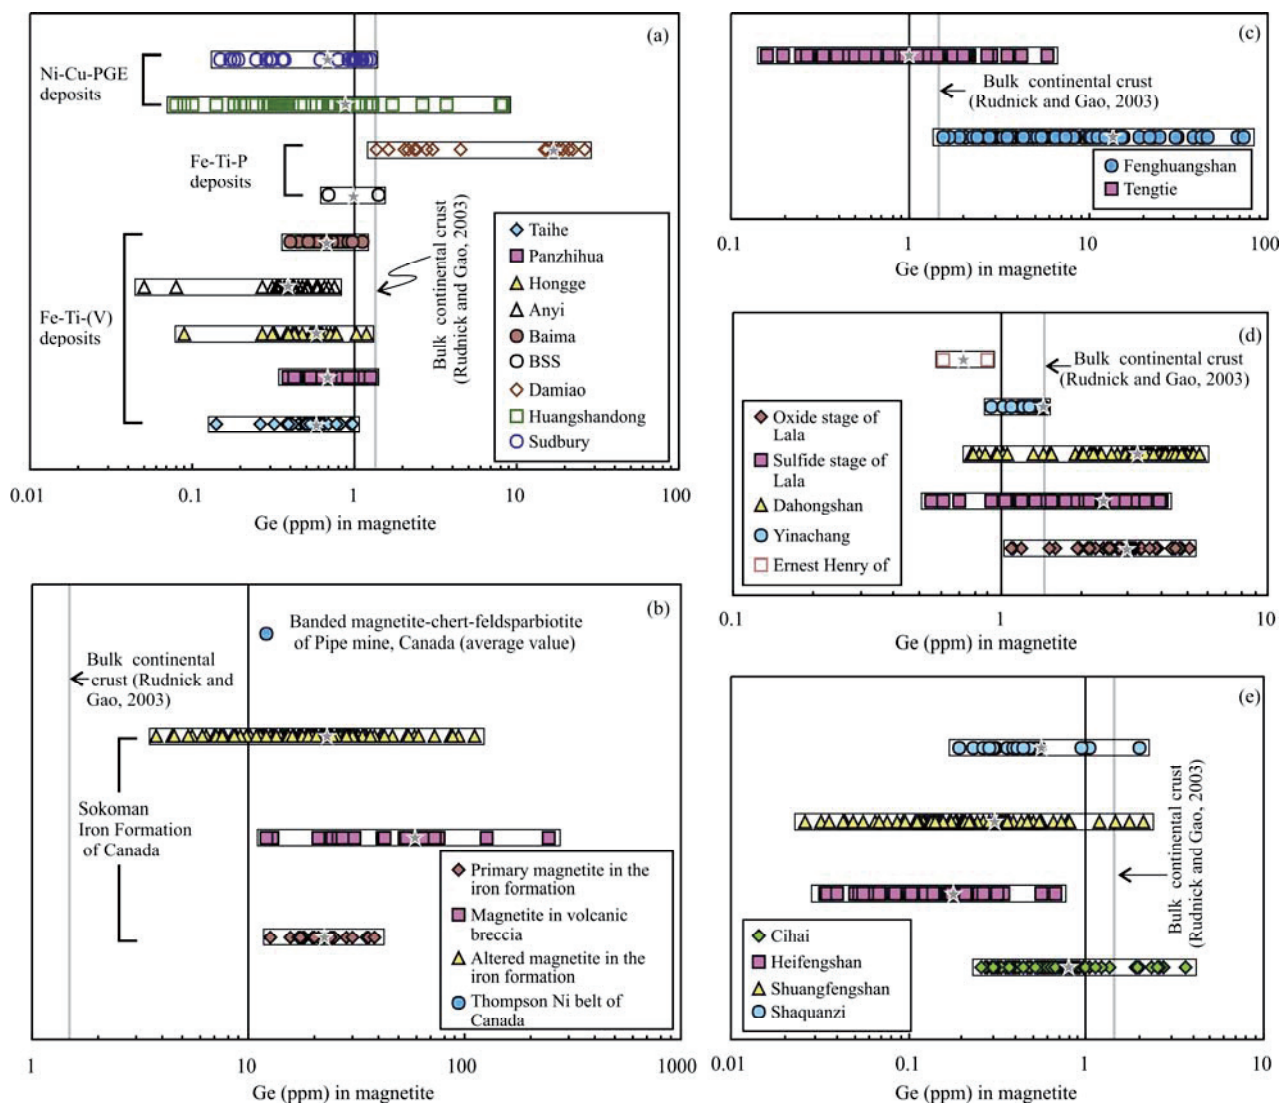 (a)
Ni-Cu-PGE
deposits
Fe-Ti-P
deposits
Fe-Ti-(V)
deposits
Bulk continental crust
(Rudnick and Gao, 2003)
Taihe
Panzhihua
Hongge
Anyi
Baima
BSS
Damiao
Huangshandong
Sudbury
0.01
0.1
1
10
100
Ge (ppm) in magnetite
(b)
Banded magnetite-chert-feldsparbiotite
of Pipe mine, Canada (average value)
Bulk continental
crust (Rudnick and
Gao, 2003)
Sokoman
Iron Formation
of Canada
Primary magnetite in the
iron formation
Magnetite in volcanic
breccia
Altered magnetite in the
iron formation
Thompson Ni belt of
Canada
1
10
100
1000
Ge (ppm) in magnetite
(c)
Bulk continental crust
(Rudnick and Gao, 2003)
Fenghuangshan
Tengtie
0.1
1
10
100
Ge (ppm) in magnetite
(d)
Bulk continental crust
(Rudnick and Gao, 2003)
Oxide stage of
Lala
Sulfide stage of
Lala
Dahongshan
Yinachang
Ernest Henry of
0.1
1
10
Ge (ppm) in magnetite
(e)
Bulk continental crust
(Rudnick and Gao, 2003)
Cihai
Heifengshan
Shuangfengshan
Shaquanzi
0.01
0.1
1
10
Ge (ppm) in magnetite